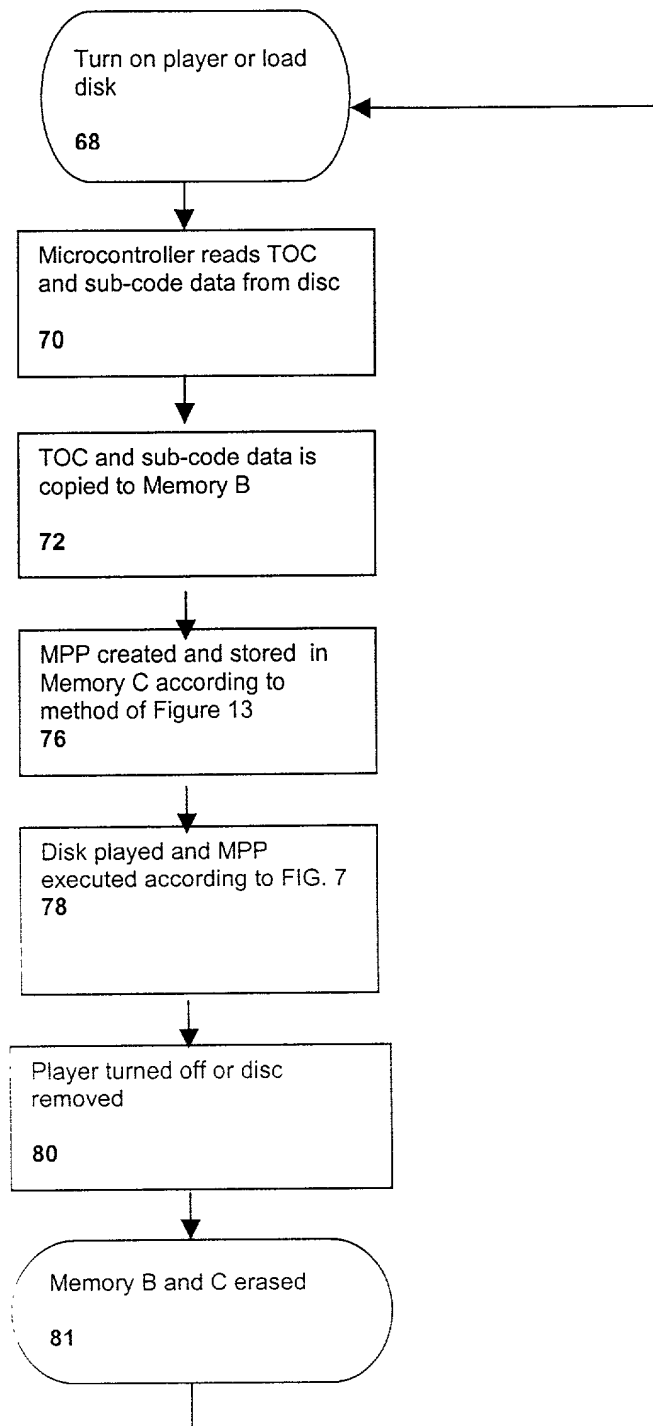 Turn on player or load
disk
68
Microcontroller reads TOC
and sub-code data from disc
70
TOC and sub-code data is
copied to Memory B
72
MPP created and stored in
Memory C according to
method of Figure 13
76
Disk played and MPP
executed according to FIG. 7
78
Player turned off or disc
removed
80
Memory B and C erased
81